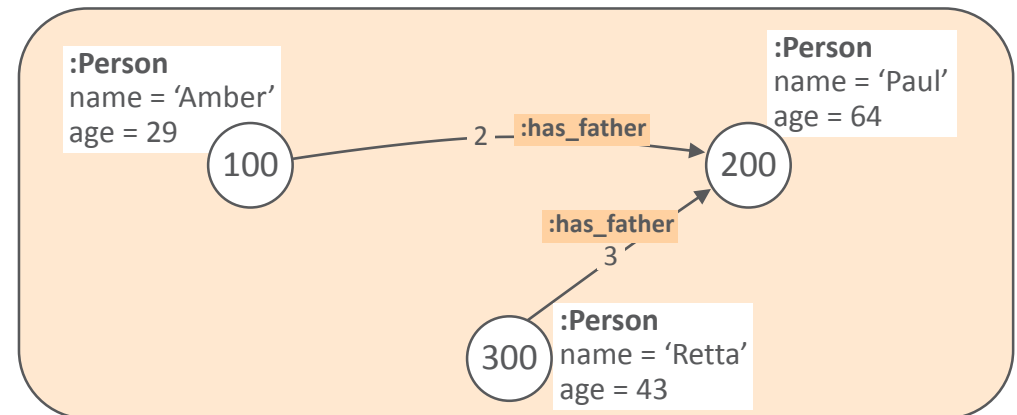 :Person
name = ‘Amber’
age = 29
100
2
:has_father
:Person
name = ‘Paul’
age = 64
200
:has_father
3
300
:Person
name = ‘Retta’
age = 43